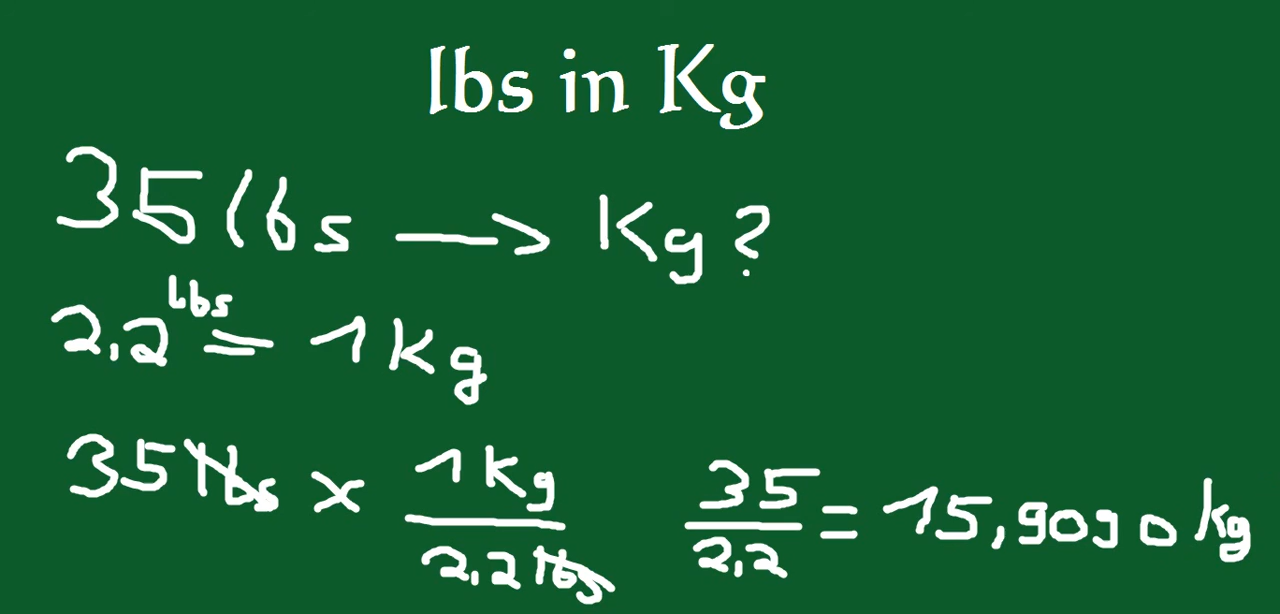 lbs in Kg
35 lbs → Kg?
2,2 lbs = 1 Kg
35 lbs x 1 Kg / 2,2 lbs 35 / 2,2 = 15,9090 kg